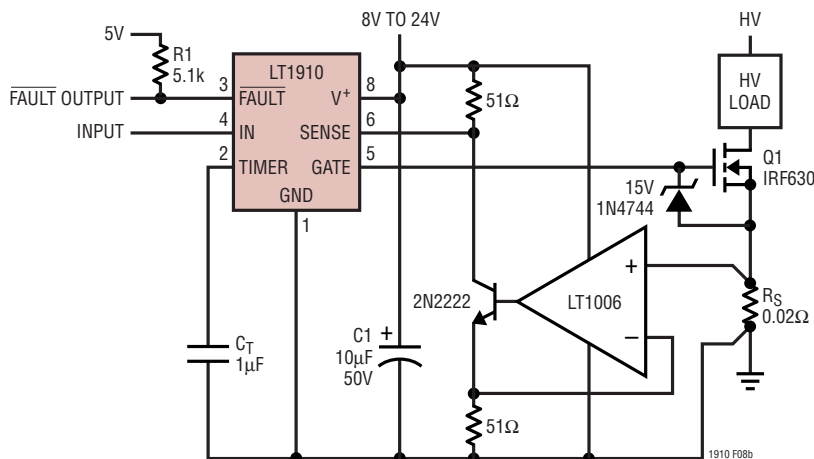 8V TO 24V
HV
5V
R1
5.1k
LT1910
HV
LOAD
3
FAULT
V+
8
51Ω
FAULT OUTPUT
4
IN
SENSE
6
INPUT
2
TIMER
GATE
5
Q1
IRF630
GND
15V
1N4744
1
+
2N2222
LT1006
RS
0.02Ω
+
C1
10µF
50V
–
CT
1µF
51Ω
1910 F08b